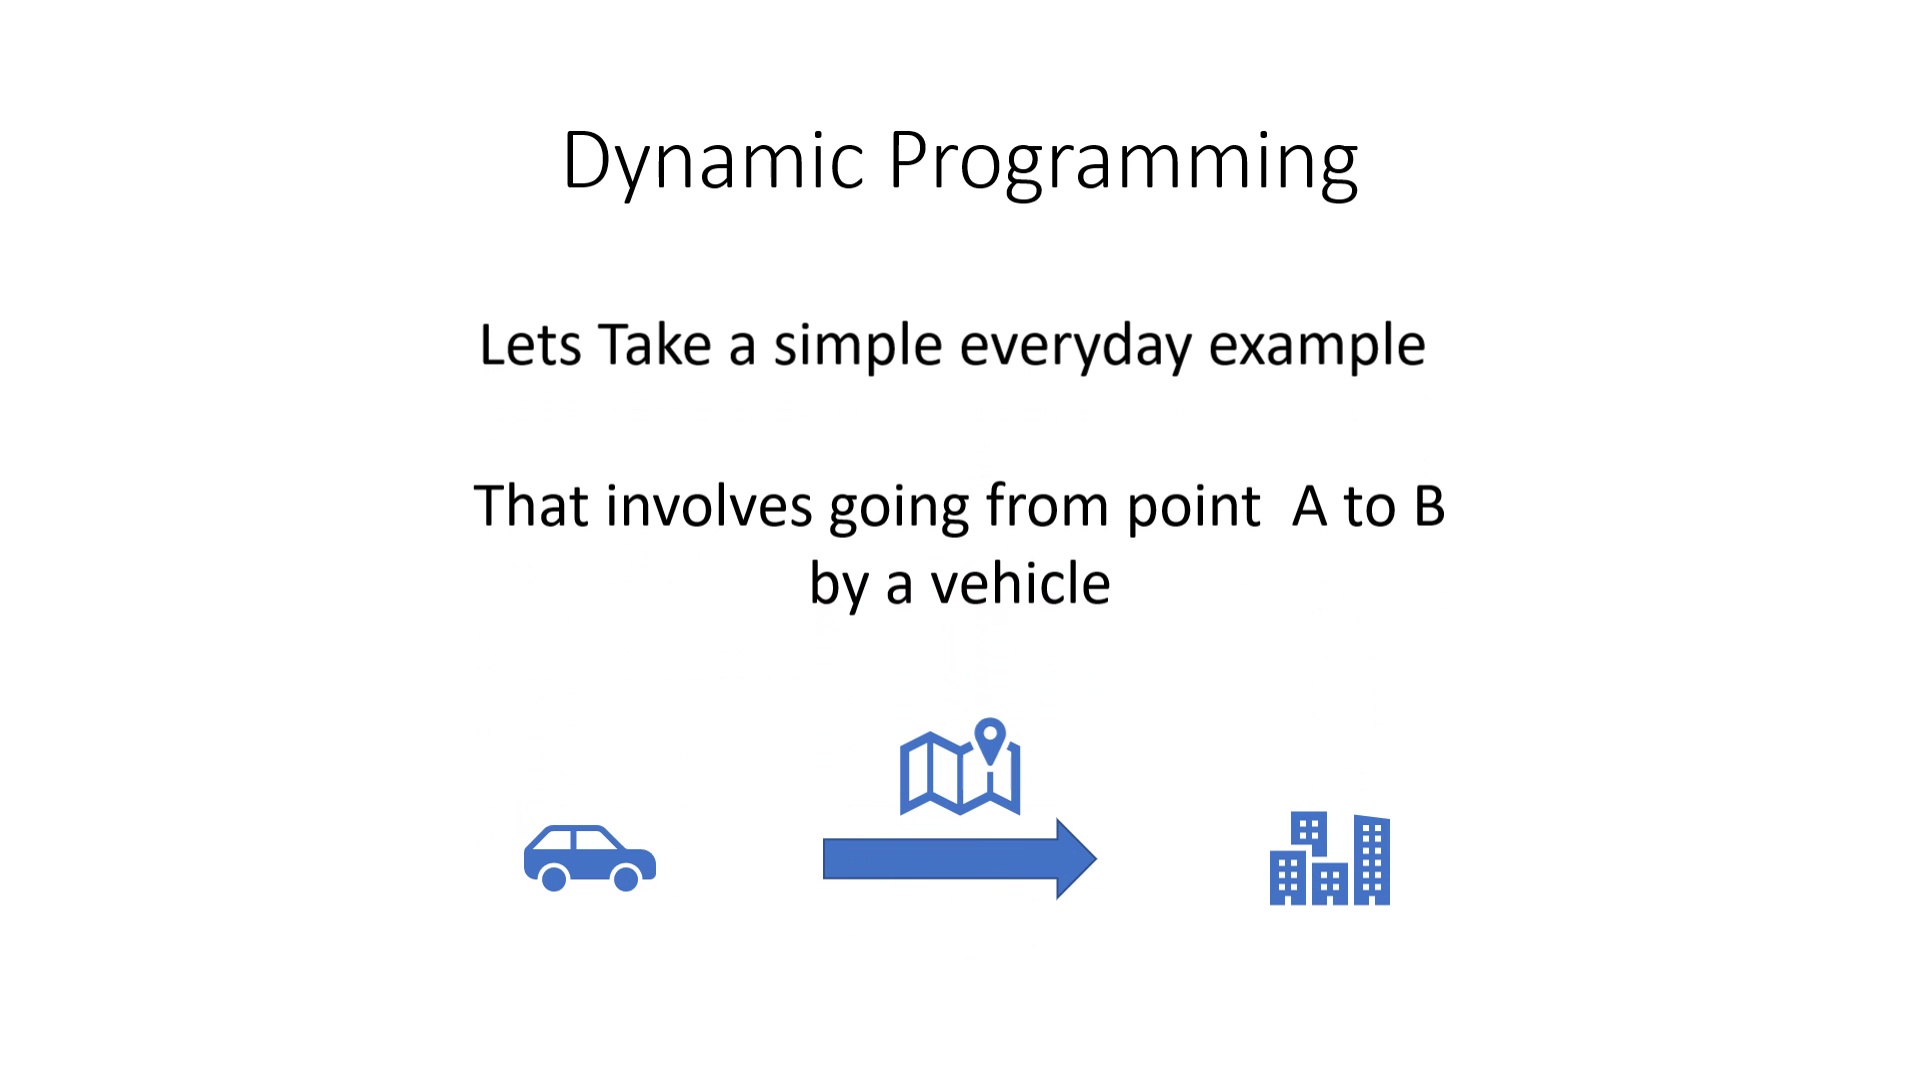 Dynamic Programming
Lets Take a simple everyday example
That involves going from point  A to B
by a vehicle